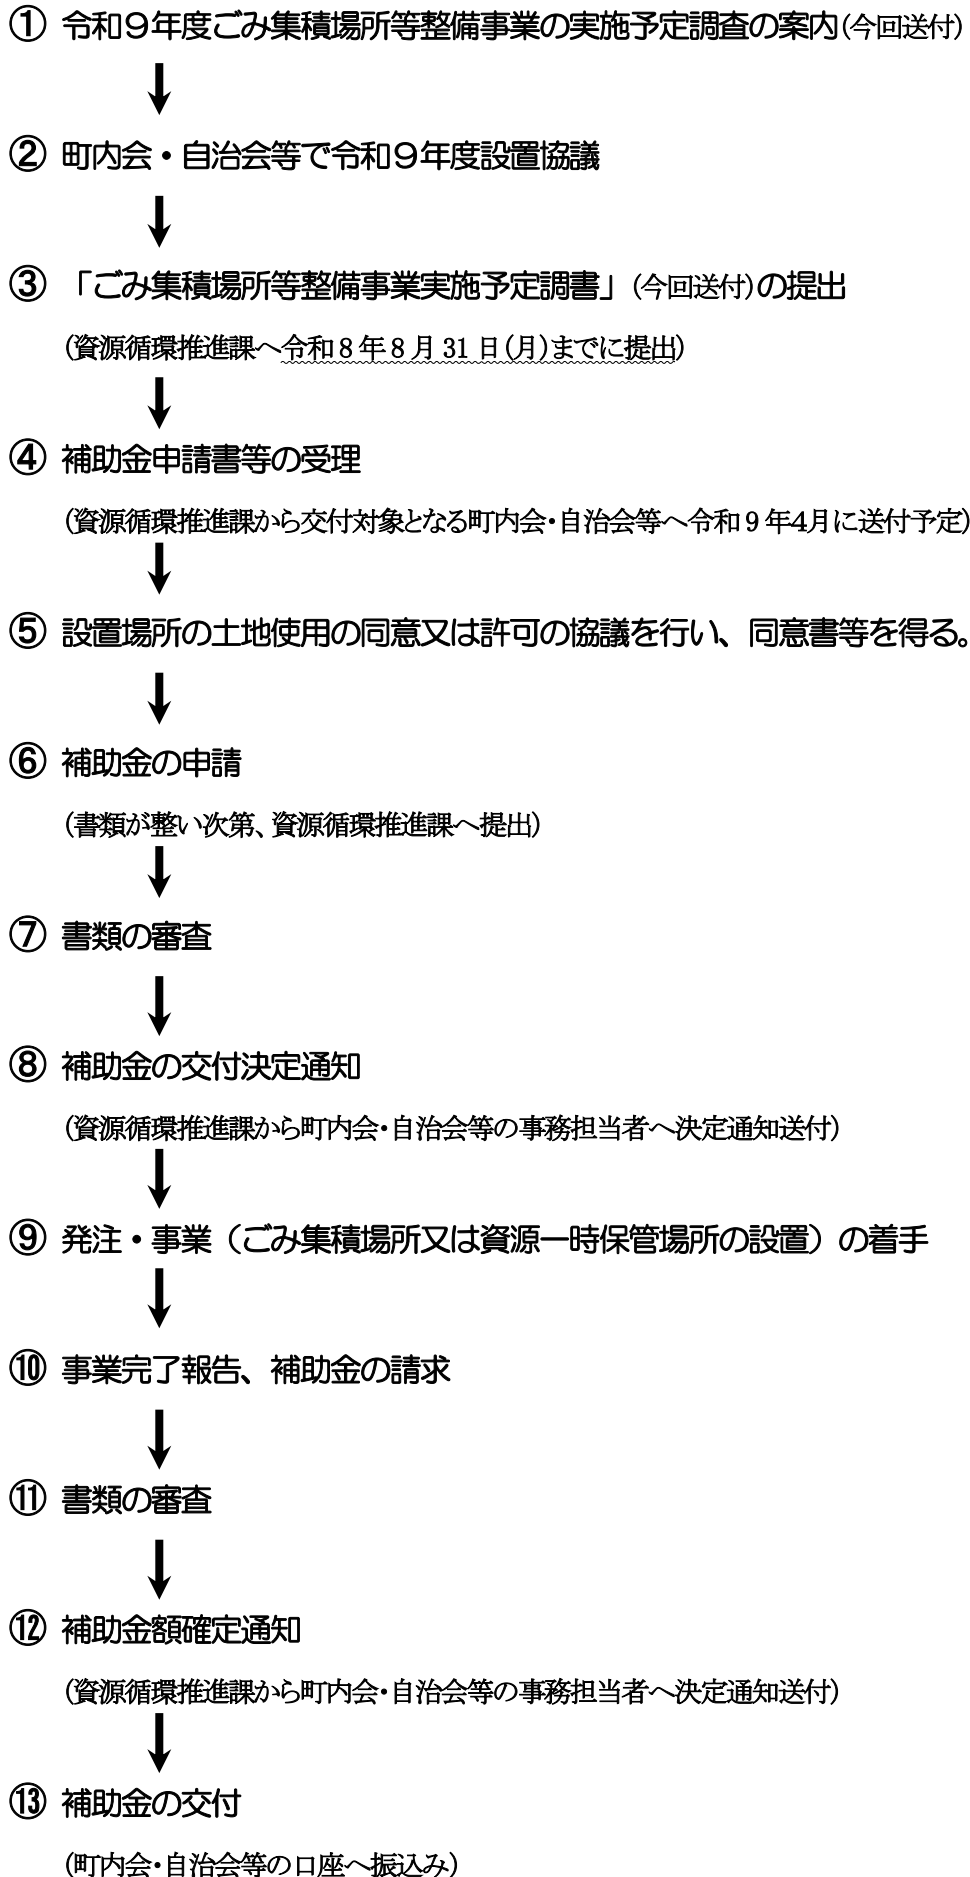 ① 令和９年度ごみ集積場所等整備事業の実施予定調査の案内(今回送付)
② 町内会・自治会等で令和９年度設置協議
③ 「ごみ集積場所等整備事業実施予定調書」(今回送付)の提出
(資源循環推進課へ令和８年８月31日(月)までに提出)
④ 補助金申請書等の受理
(資源循環推進課から交付対象となる町内会・自治会等へ令和９年4月に送付予定)
⑤ 設置場所の土地使用の同意又は許可の協議を行い、同意書等を得る。
⑥ 補助金の申請
(書類が整い次第、資源循環推進課へ提出)
⑦ 書類の審査
⑧ 補助金の交付決定通知
(資源循環推進課から町内会・自治会等の事務担当者へ決定通知送付)
⑨ 発注・事業（ごみ集積場所又は資源一時保管場所の設置）の着手
⑩ 事業完了報告、補助金の請求
⑪ 書類の審査
⑫ 補助金額確定通知
(資源循環推進課から町内会・自治会等の事務担当者へ決定通知送付)
⑬ 補助金の交付
(町内会・自治会等の口座へ振込み)